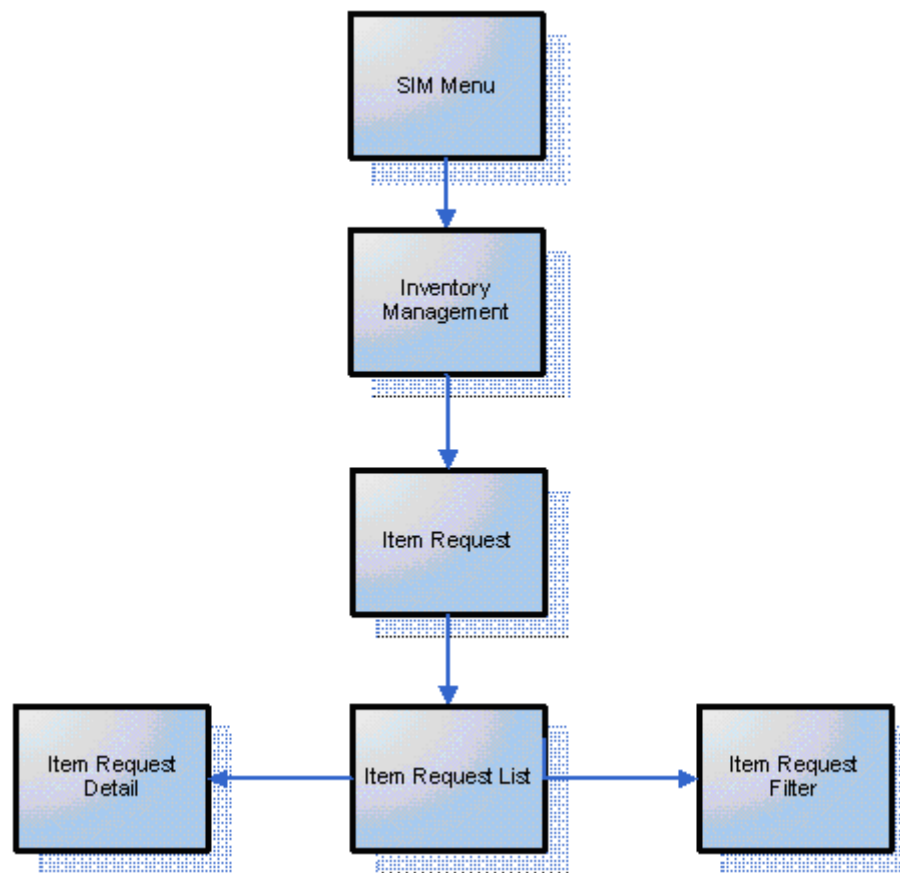 SIM Menu
Inventory
Management
Item Request
Item Request
Detail
Item Request List
Item Request
Filter